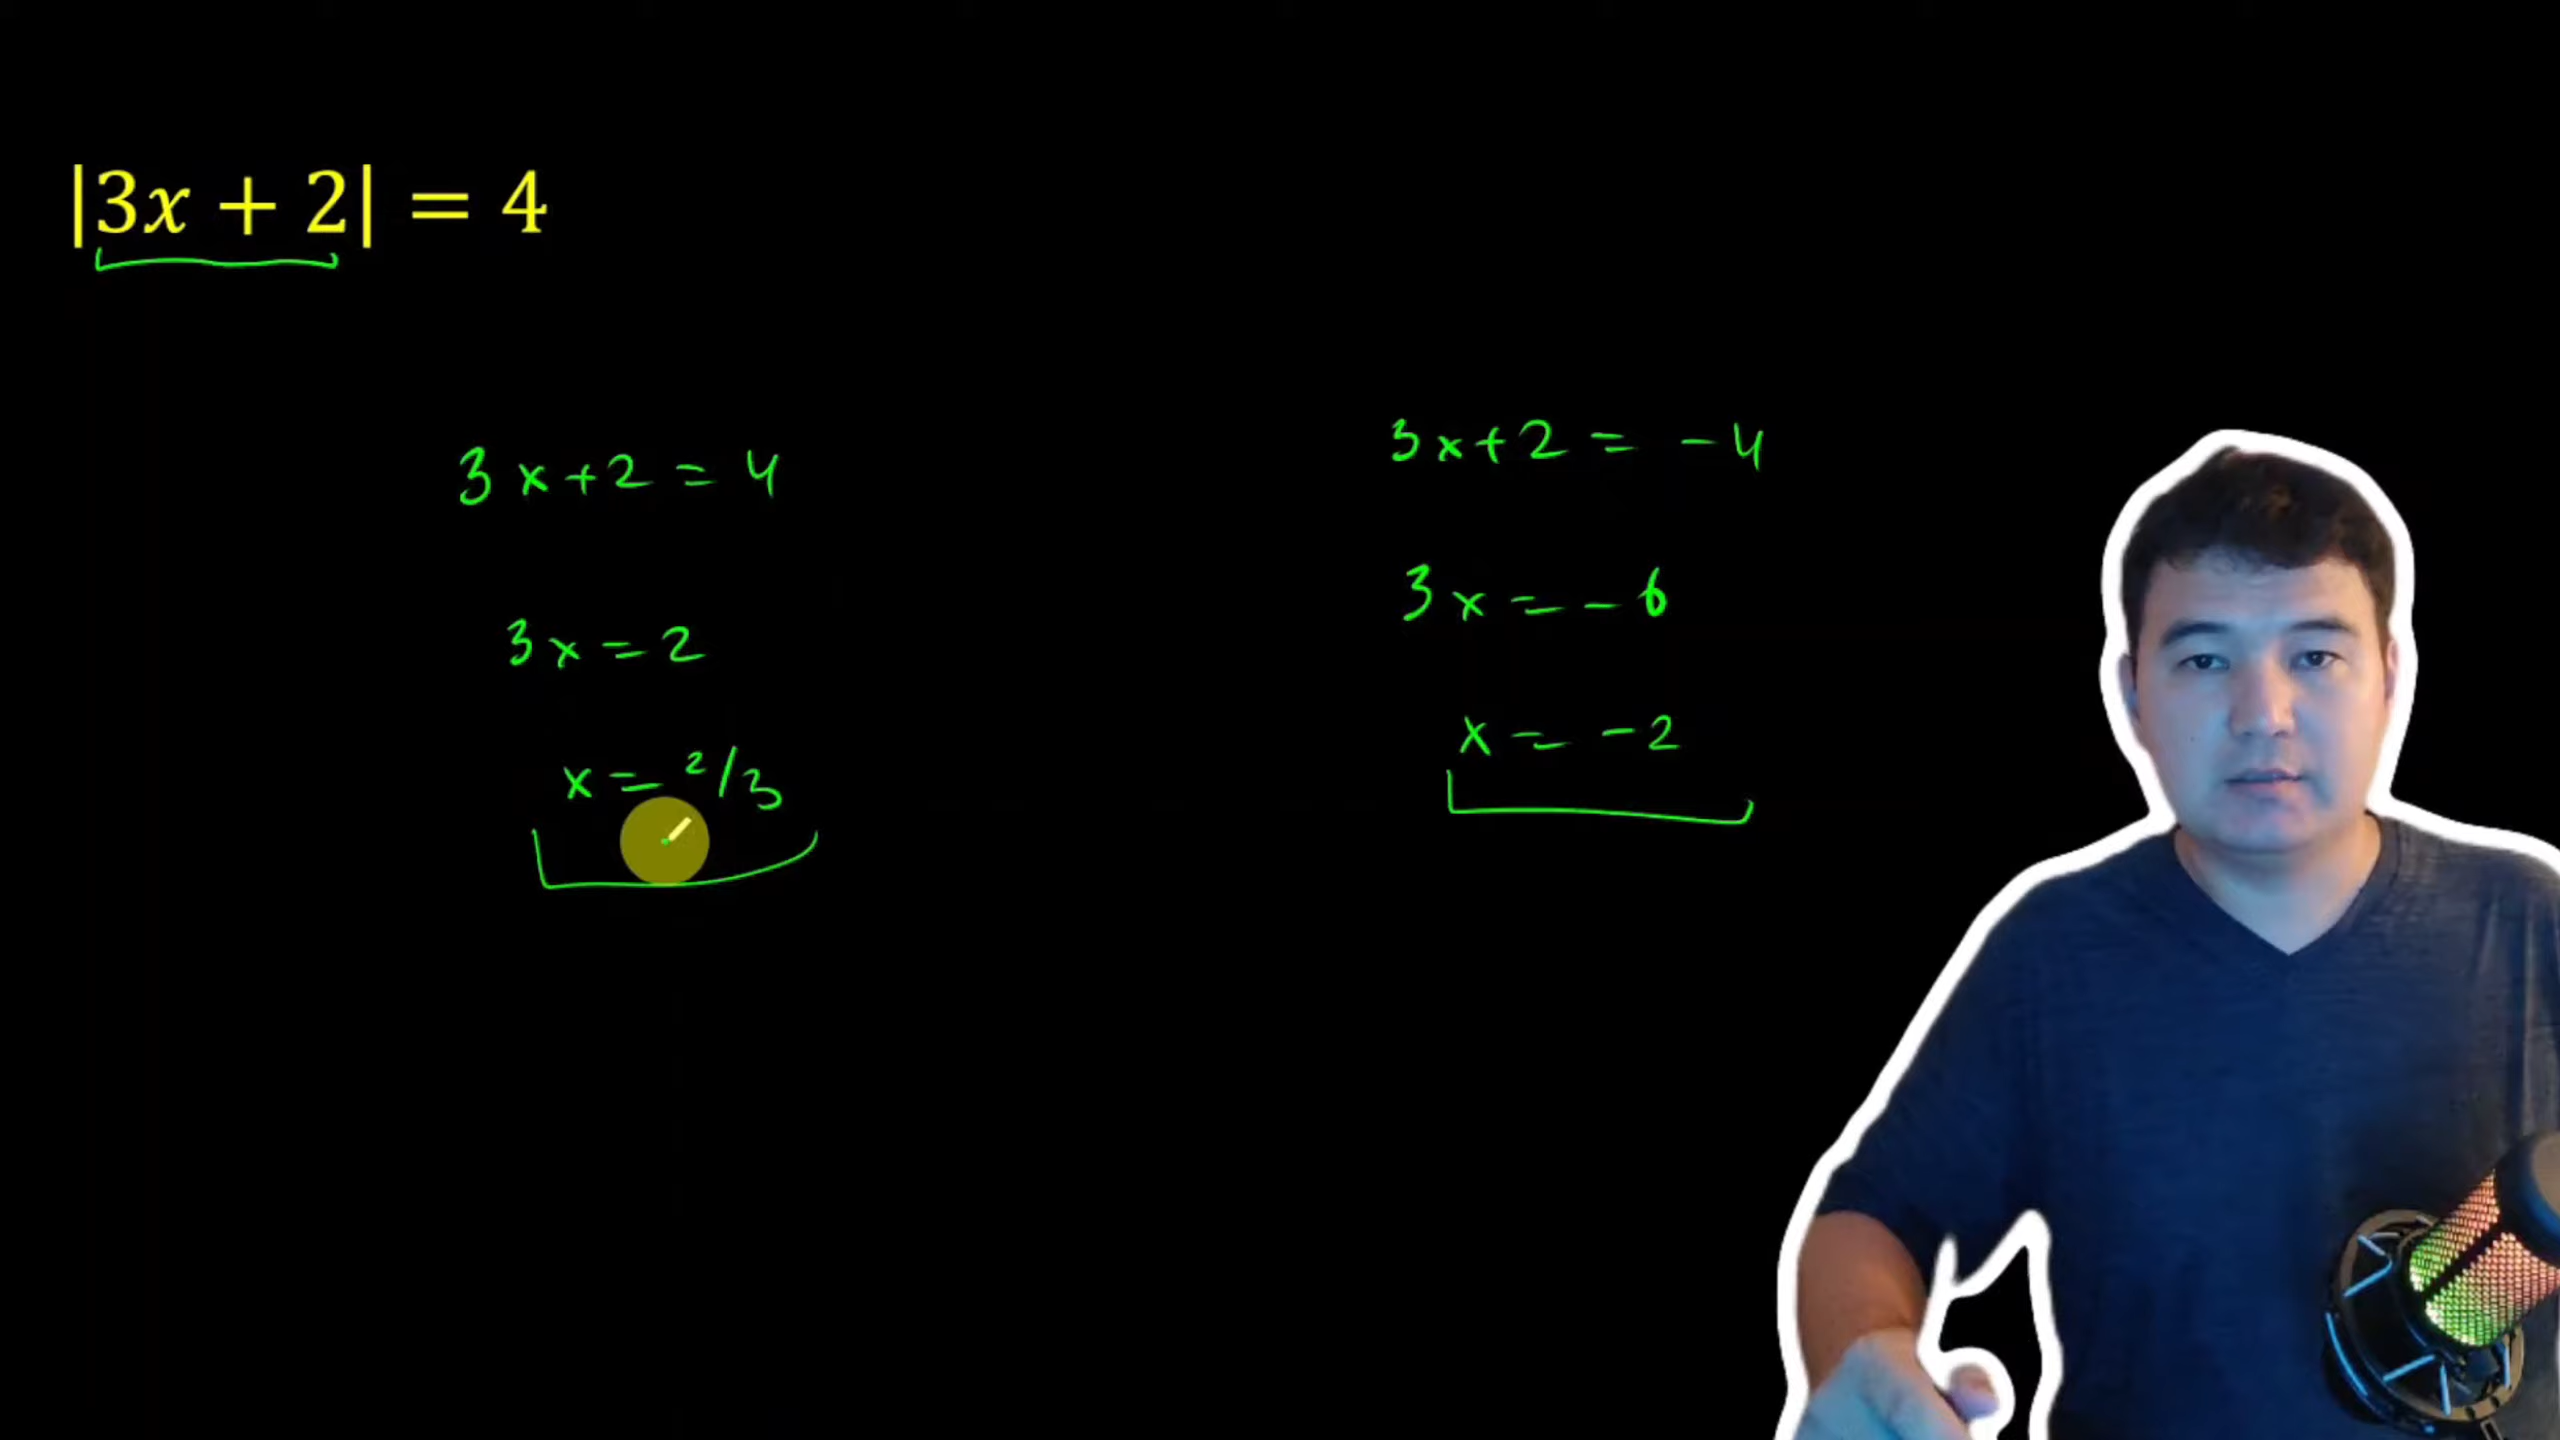 |3x + 2| = 4
3x+2 = 4
3x = 2
x = 2/3
3x+2 = -4
3x = -6
x = -2